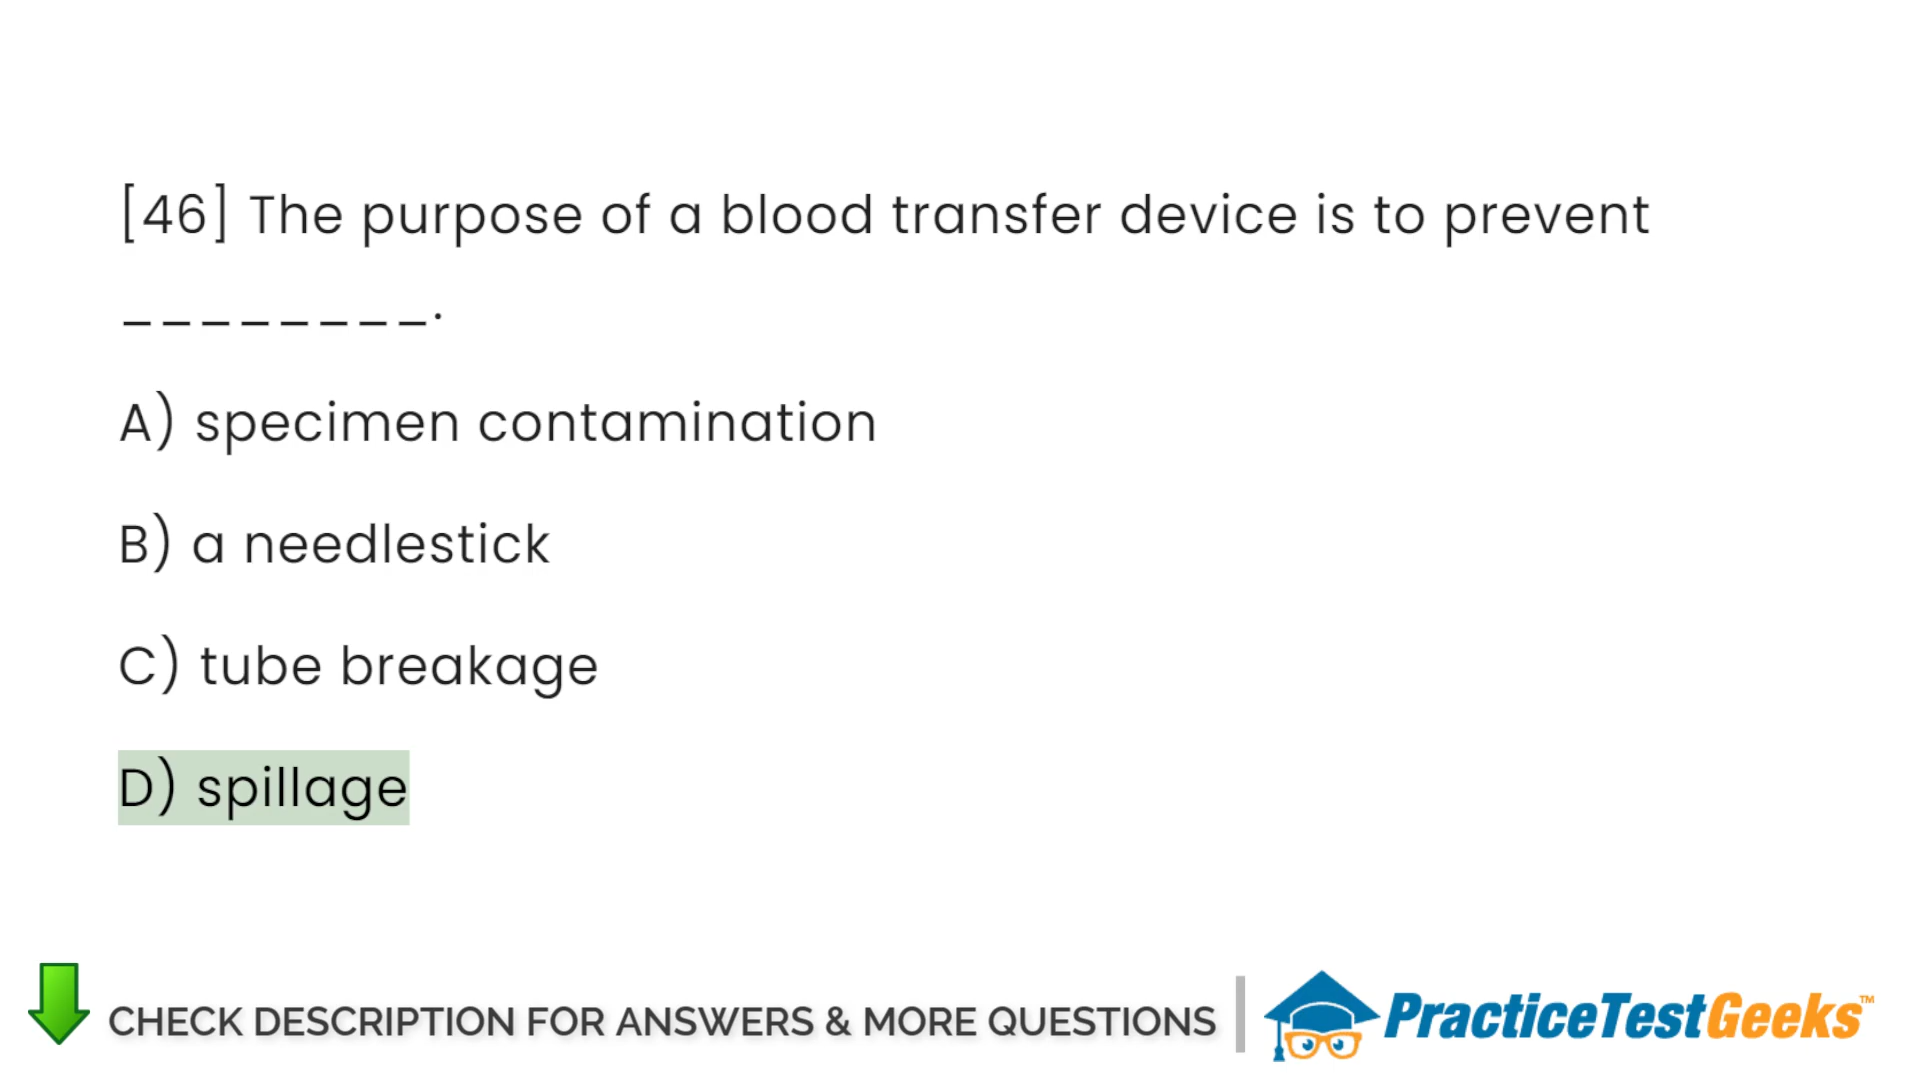 [46] The purpose of a blood transfer device is to prevent
________.
A) specimen contamination
B) a needlestick
C) tube breakage
D) spillage
CHECK DESCRIPTION FOR ANSWERS & MORE QUESTIONS
PracticeTestGeeks™